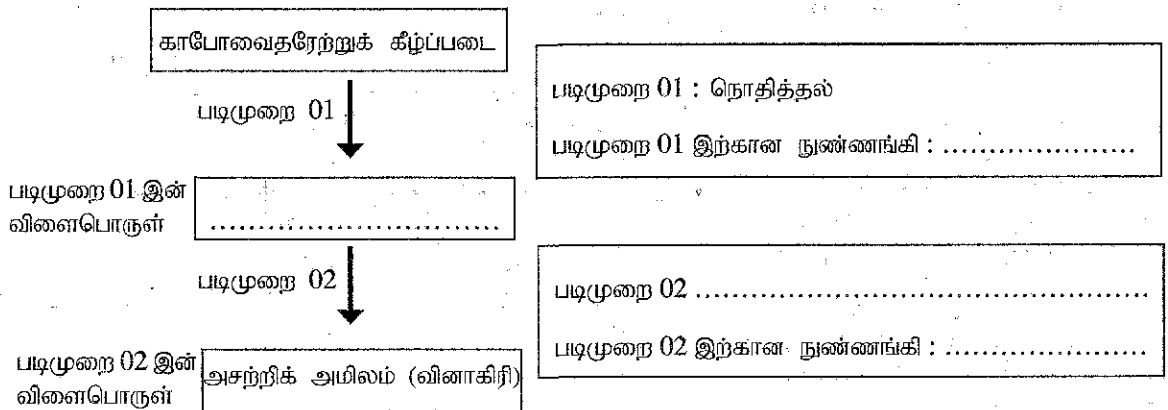 காபோவைதரேற்றுக் கீழ்ப்படை
படிமுறை 01
படிமுறை 01 : நொதித்தல்
படிமுறை 01 இற்கான நுண்ணங்கி : .....................
படிமுறை 01 இன்
விளைபொருள்
..............................
படிமுறை 02
படிமுறை 02 ..................................................
படிமுறை 02 இற்கான நுண்ணங்கி : .....................
படிமுறை 02 இன்
விளைபொருள்
அசற்றிக் அமிலம் (வினாகிரி)